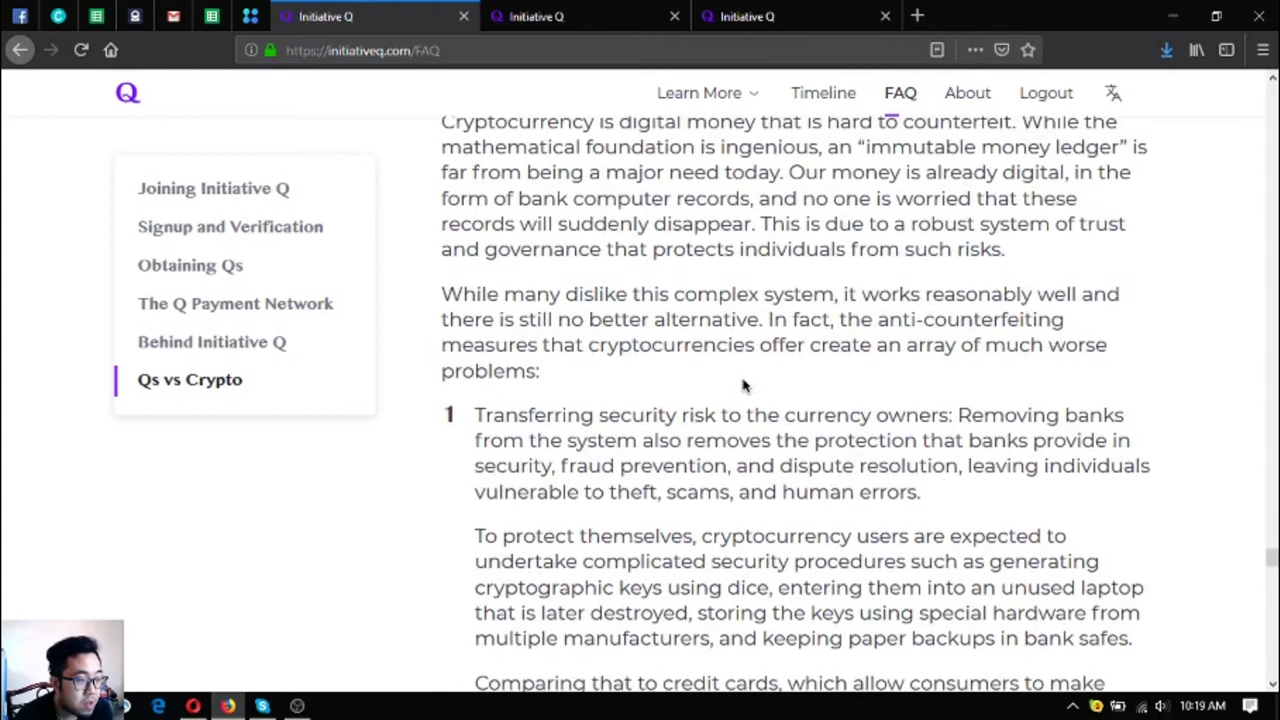 Initiative Q
Initiative Q
Initiative Q
https://initiativeq.com/FAQ
Q
Learn More
Timeline
FAQ
About
Logout
Joining Initiative Q
Signup and Verification
Obtaining Qs
The Q Payment Network
Behind Initiative Q
Qs vs Crypto
Cryptocurrency is digital money that is hard to counterfeit. While the
mathematical foundation is ingenious, an “immutable money ledger” is
far from being a major need today. Our money is already digital, in the
form of bank computer records, and no one is worried that these
records will suddenly disappear. This is due to a robust system of trust
and governance that protects individuals from such risks.
While many dislike this complex system, it works reasonably well and
there is still no better alternative. In fact, the anti-counterfeiting
measures that cryptocurrencies offer create an array of much worse
problems:
1 Transferring security risk to the currency owners: Removing banks
from the system also removes the protection that banks provide in
security, fraud prevention, and dispute resolution, leaving individuals
vulnerable to theft, scams, and human errors.
To protect themselves, cryptocurrency users are expected to
undertake complicated security procedures such as generating
cryptographic keys using dice, entering them into an unused laptop
that is later destroyed, storing the keys using special hardware from
multiple manufacturers, and keeping paper backups in bank safes.
Comparing that to credit cards, which allow consumers to make
10:19 AM